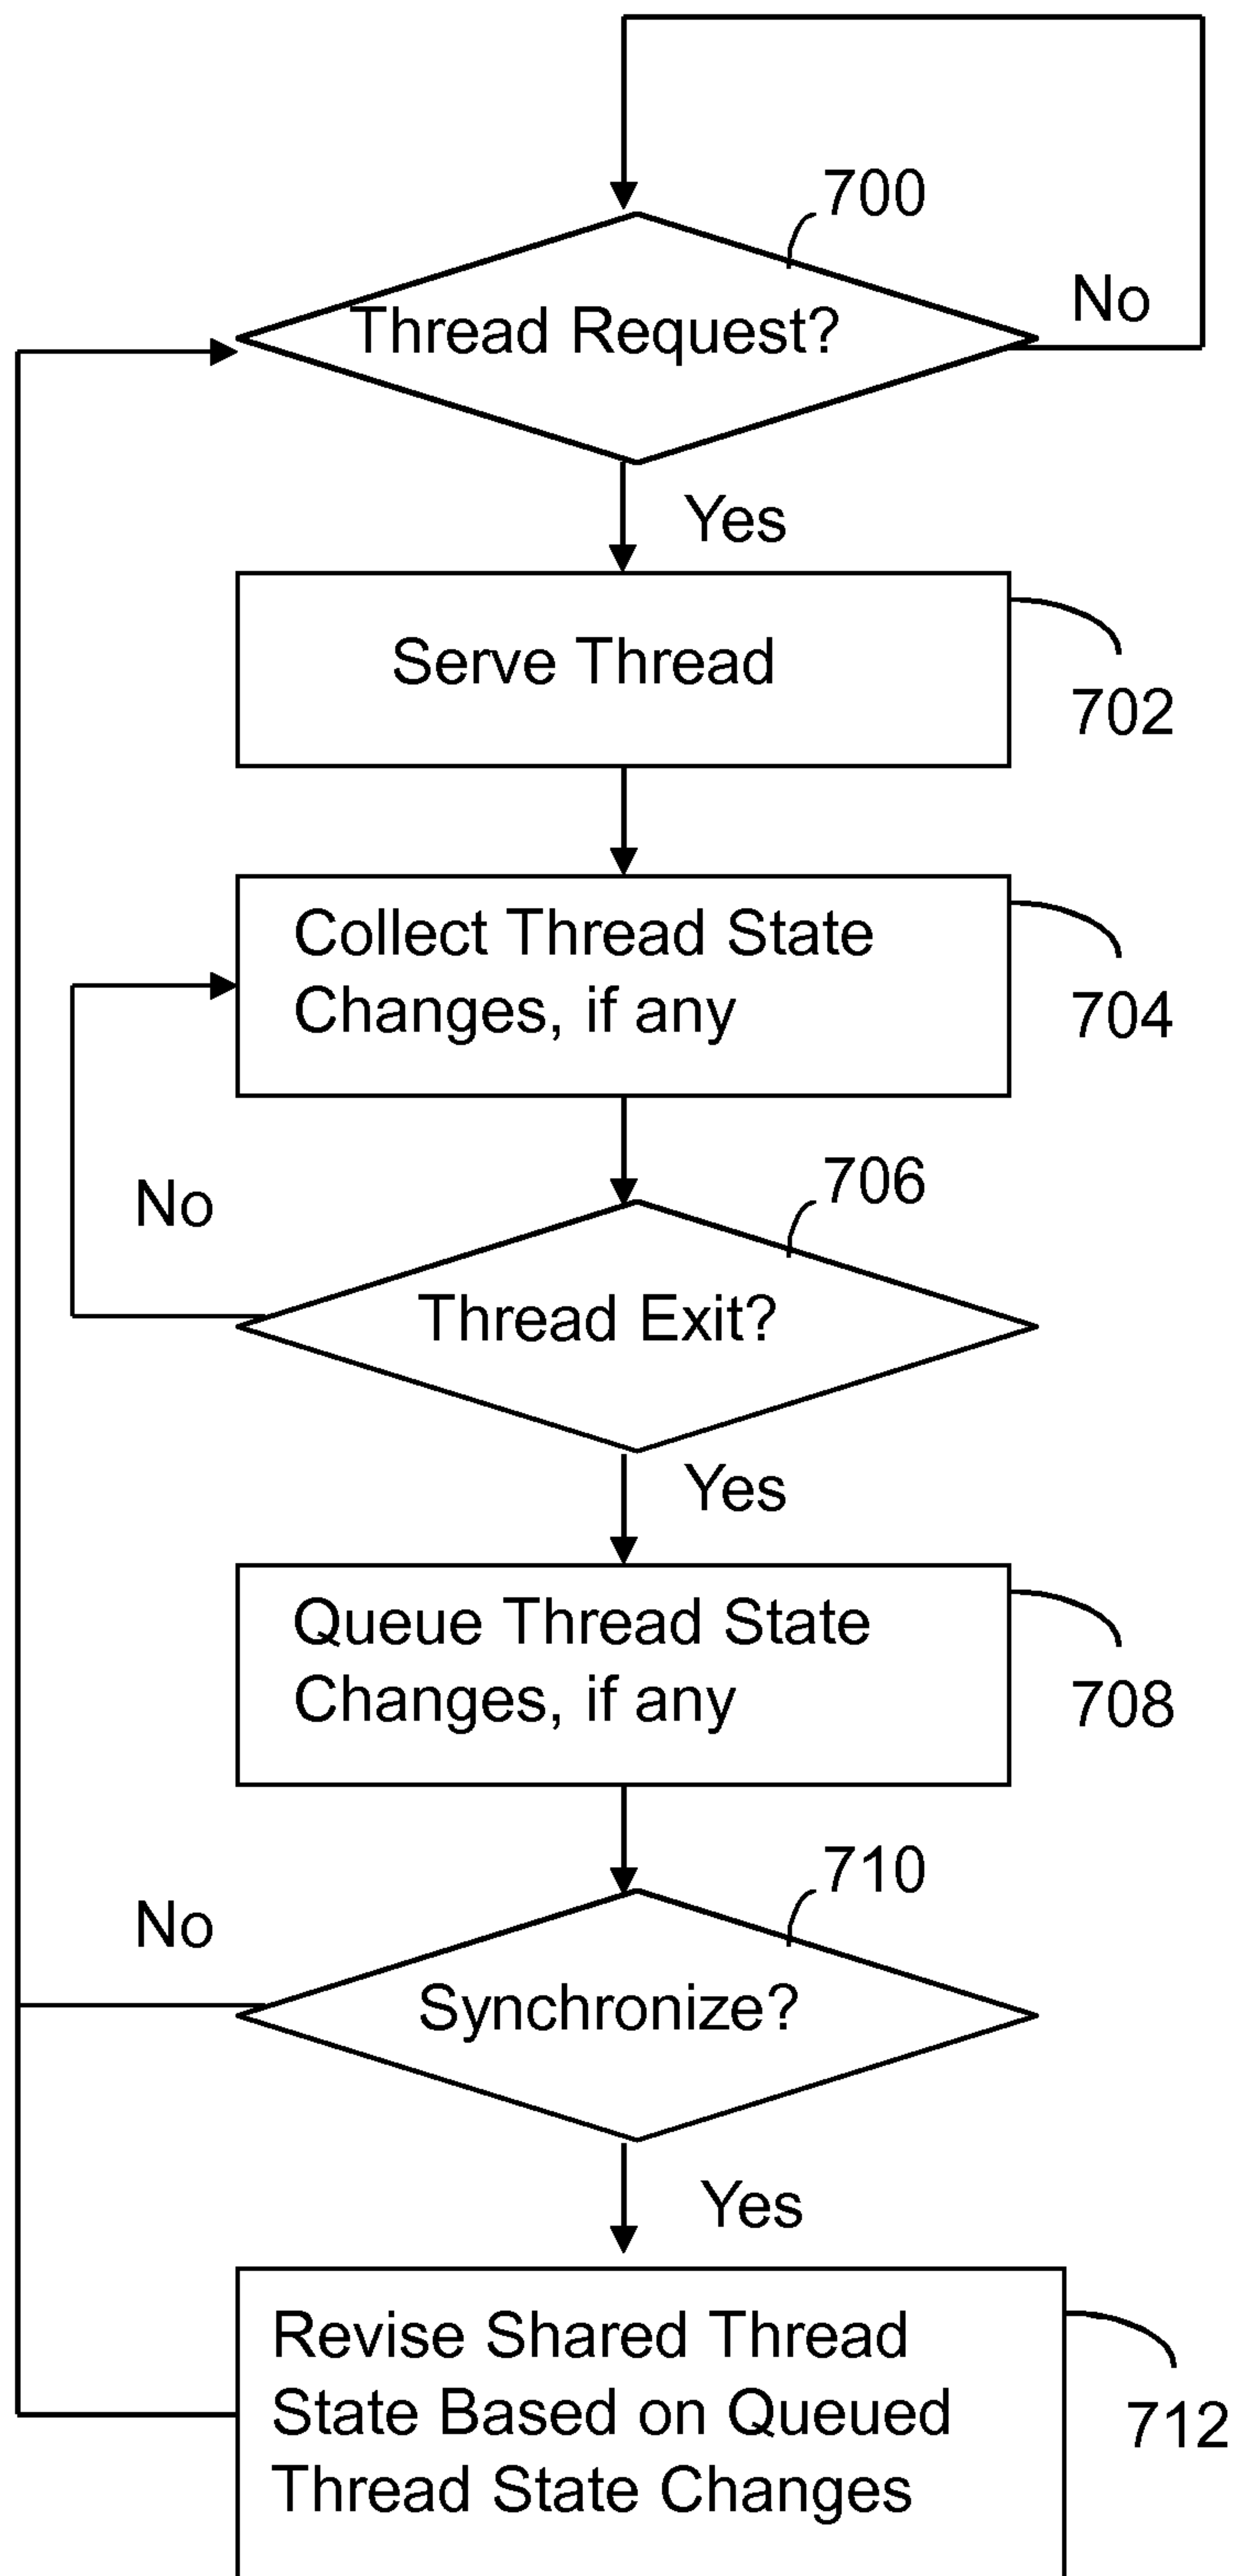 700
Thread Request?
No
Yes
Serve Thread
702
Collect Thread State
Changes, if any
704
706
No
Thread Exit?
Yes
Queue Thread State
Changes, if any
708
710
No
Synchronize?
Yes
Revise Shared Thread
State Based on Queued
Thread State Changes
712